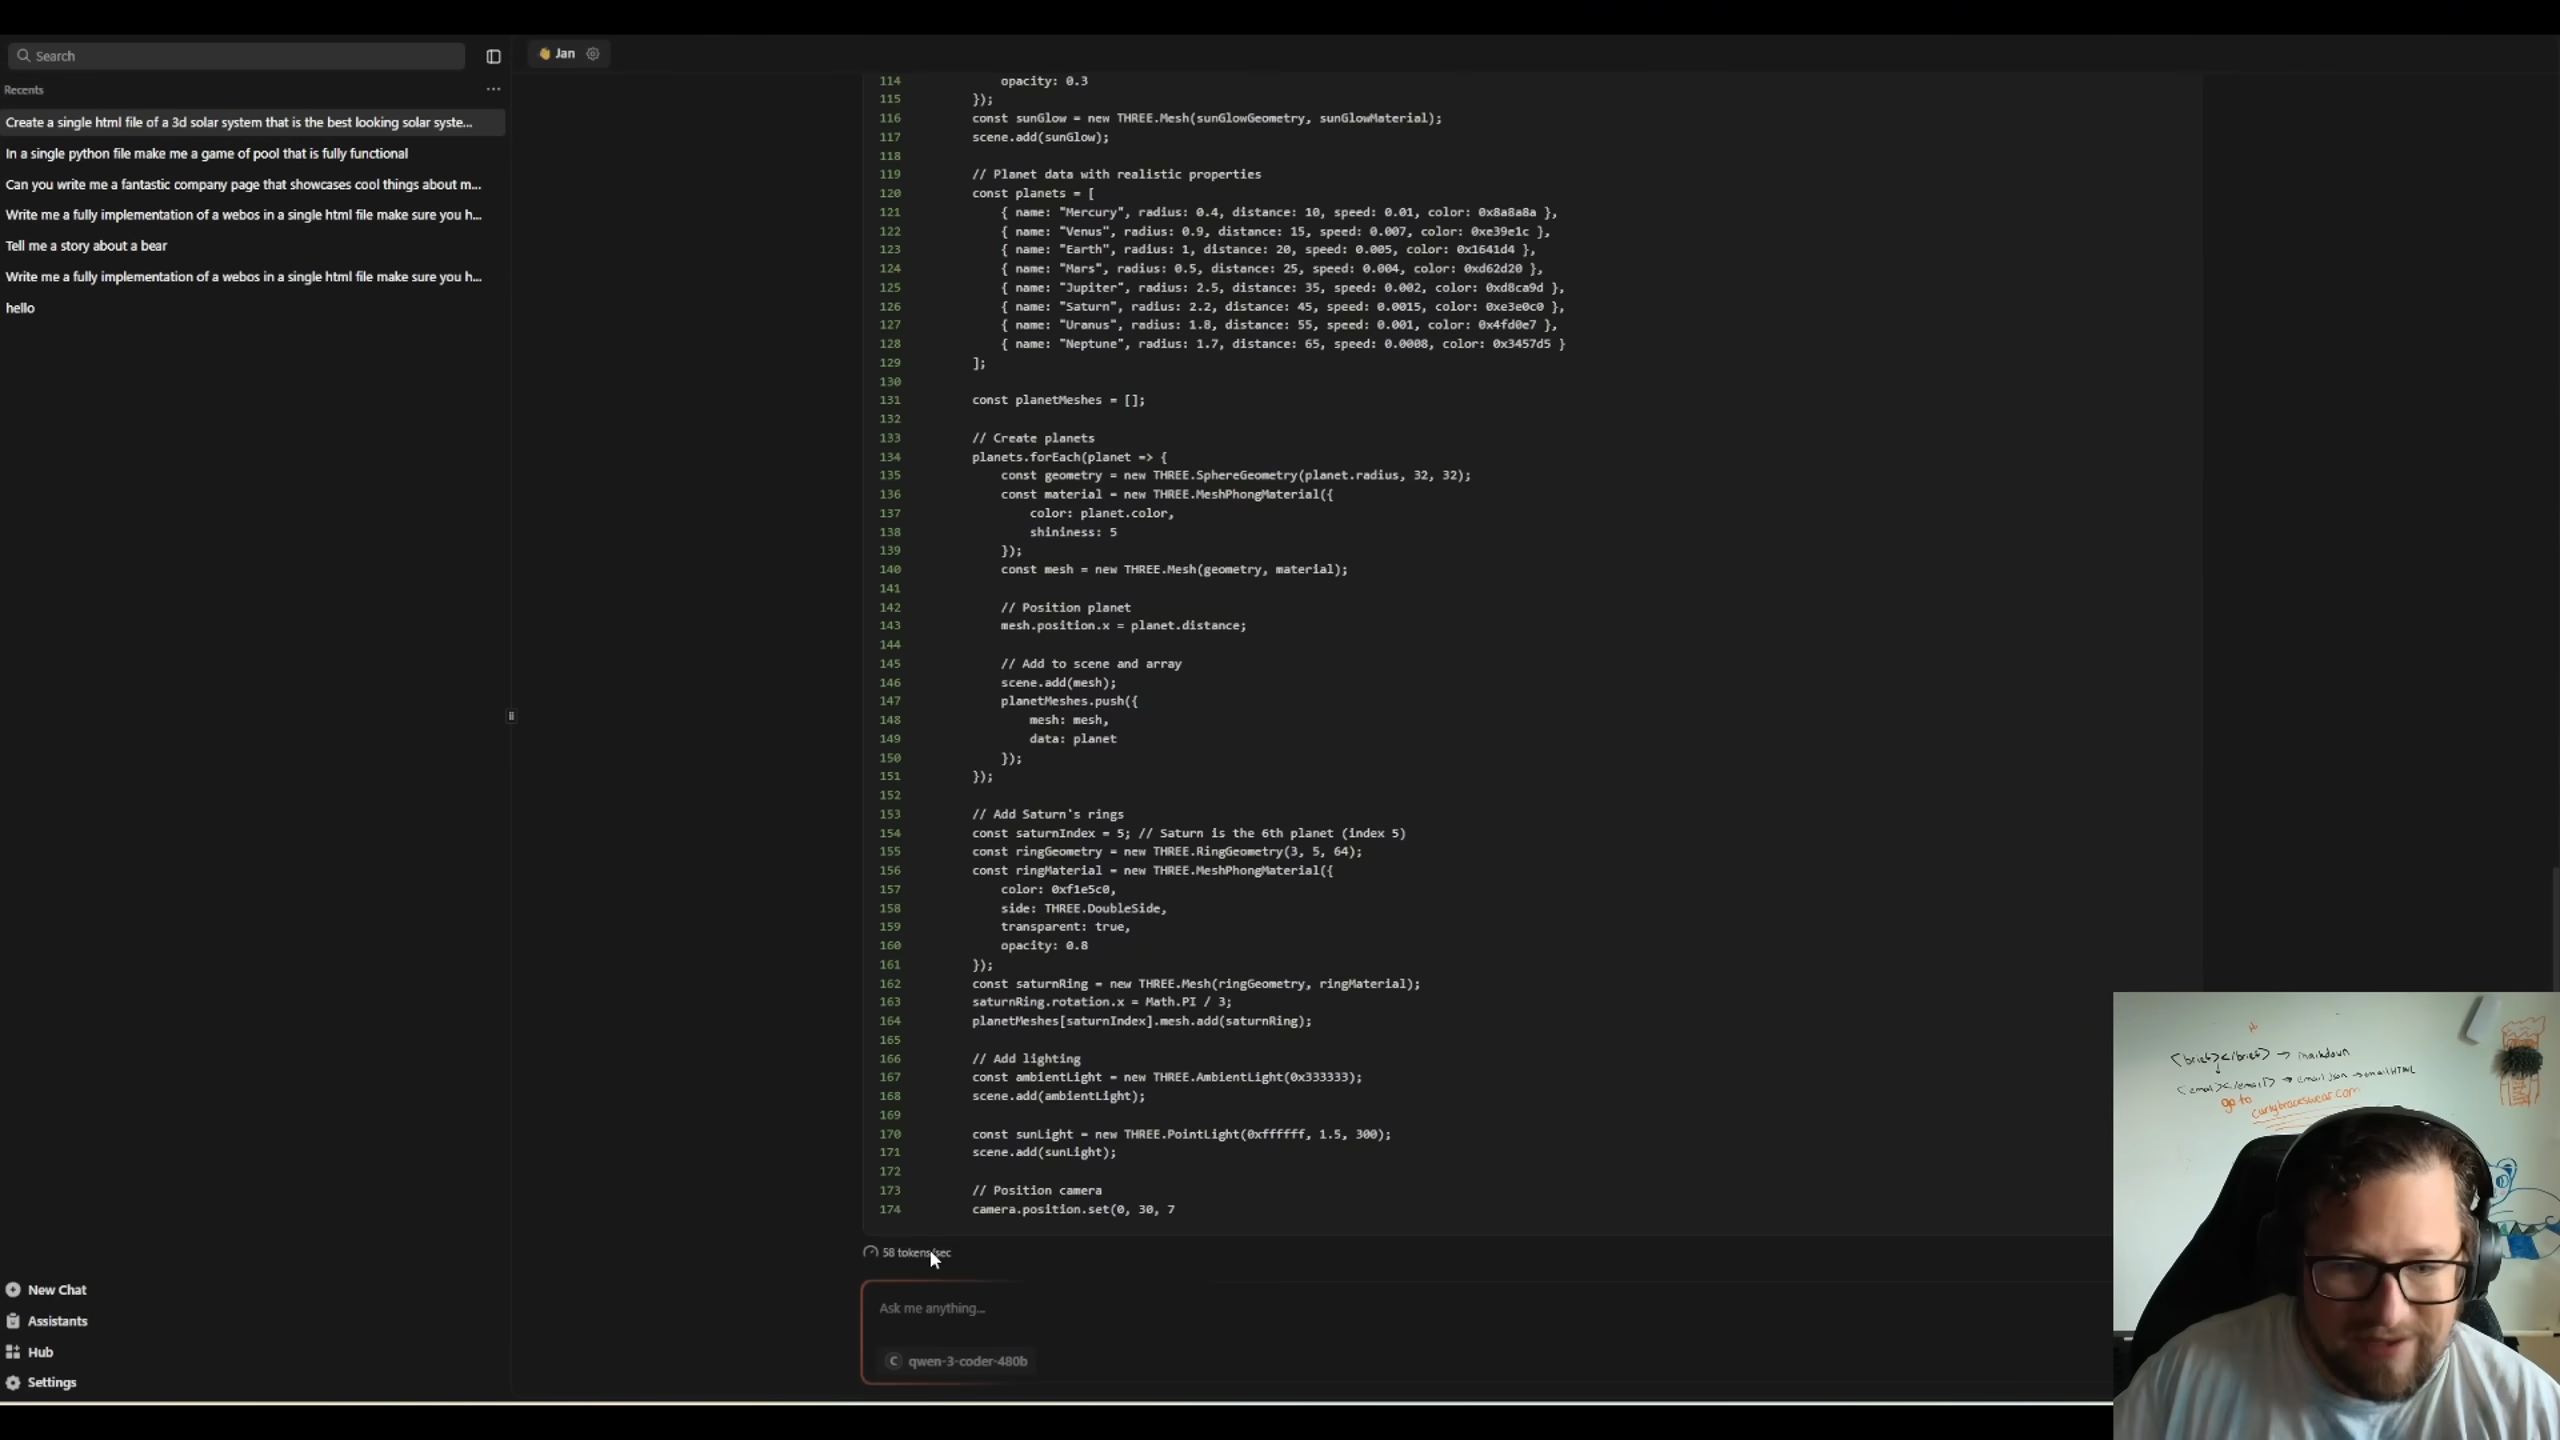 Search
Recents
Create a single html file of a 3d solar system that is the best looking solar syste...
In a single python file make me a game of pool that is fully functional
Can you write me a fantastic company page that showcases cool things about m...
Write me a fully implementation of a webos in a single html file make sure you h...
Tell me a story about a bear
Write me a fully implementation of a webos in a single html file make sure you h...
hello
New Chat
Assistants
Hub
Settings
Jan
114 opacity: 0.3
115 });
116 const sunGlow = new THREE.Mesh(sunGlowGeometry, sunGlowMaterial);
117 scene.add(sunGlow);
118
119 // Planet data with realistic properties
120 const planets = [
121 { name: "Mercury", radius: 0.4, distance: 10, speed: 0.01, color: 0x8a8a8a },
122 { name: "Venus", radius: 0.9, distance: 15, speed: 0.007, color: 0xe39e1c },
123 { name: "Earth", radius: 1, distance: 20, speed: 0.005, color: 0x1641d4 },
124 { name: "Mars", radius: 0.5, distance: 25, speed: 0.004, color: 0xd62d20 },
125 { name: "Jupiter", radius: 2.5, distance: 35, speed: 0.002, color: 0xd8ca9d },
126 { name: "Saturn", radius: 2.2, distance: 45, speed: 0.0015, color: 0xe3e0c0 },
127 { name: "Uranus", radius: 1.8, distance: 55, speed: 0.001, color: 0x4fd0e7 },
128 { name: "Neptune", radius: 1.7, distance: 65, speed: 0.0008, color: 0x3457d5 }
129 ];
130
131 const planetMeshes = [];
132
133 // Create planets
134 planets.forEach(planet => {
135 const geometry = new THREE.SphereGeometry(planet.radius, 32, 32);
136 const material = new THREE.MeshPhongMaterial({
137 color: planet.color,
138 shininess: 5
139 });
140 const mesh = new THREE.Mesh(geometry, material);
141
142 // Position planet
143 mesh.position.x = planet.distance;
144
145 // Add to scene and array
146 scene.add(mesh);
147 planetMeshes.push({
148 mesh: mesh,
149 data: planet
150 });
151 });
152
153 // Add Saturn's rings
154 const saturnIndex = 5; // Saturn is the 6th planet (index 5)
155 const ringGeometry = new THREE.RingGeometry(3, 5, 64);
156 const ringMaterial = new THREE.MeshPhongMaterial({
157 color: 0xf1e5c0,
158 side: THREE.DoubleSide,
159 transparent: true,
160 opacity: 0.8
161 });
162 const saturnRing = new THREE.Mesh(ringGeometry, ringMaterial);
163 saturnRing.rotation.x = Math.PI / 3;
164 planetMeshes[saturnIndex].mesh.add(saturnRing);
165
166 // Add lighting
167 const ambientLight = new THREE.AmbientLight(0x333333);
168 scene.add(ambientLight);
169
170 const sunLight = new THREE.PointLight(0xffffff, 1.5, 300);
171 scene.add(sunLight);
172
173 // Position camera
174 camera.position.set(0, 30, 7
58 tokens/sec
Ask me anything...
C qwen-3-coder-480b
<brief></brief> → markdown
<email></email> → email json → email HTML
go to